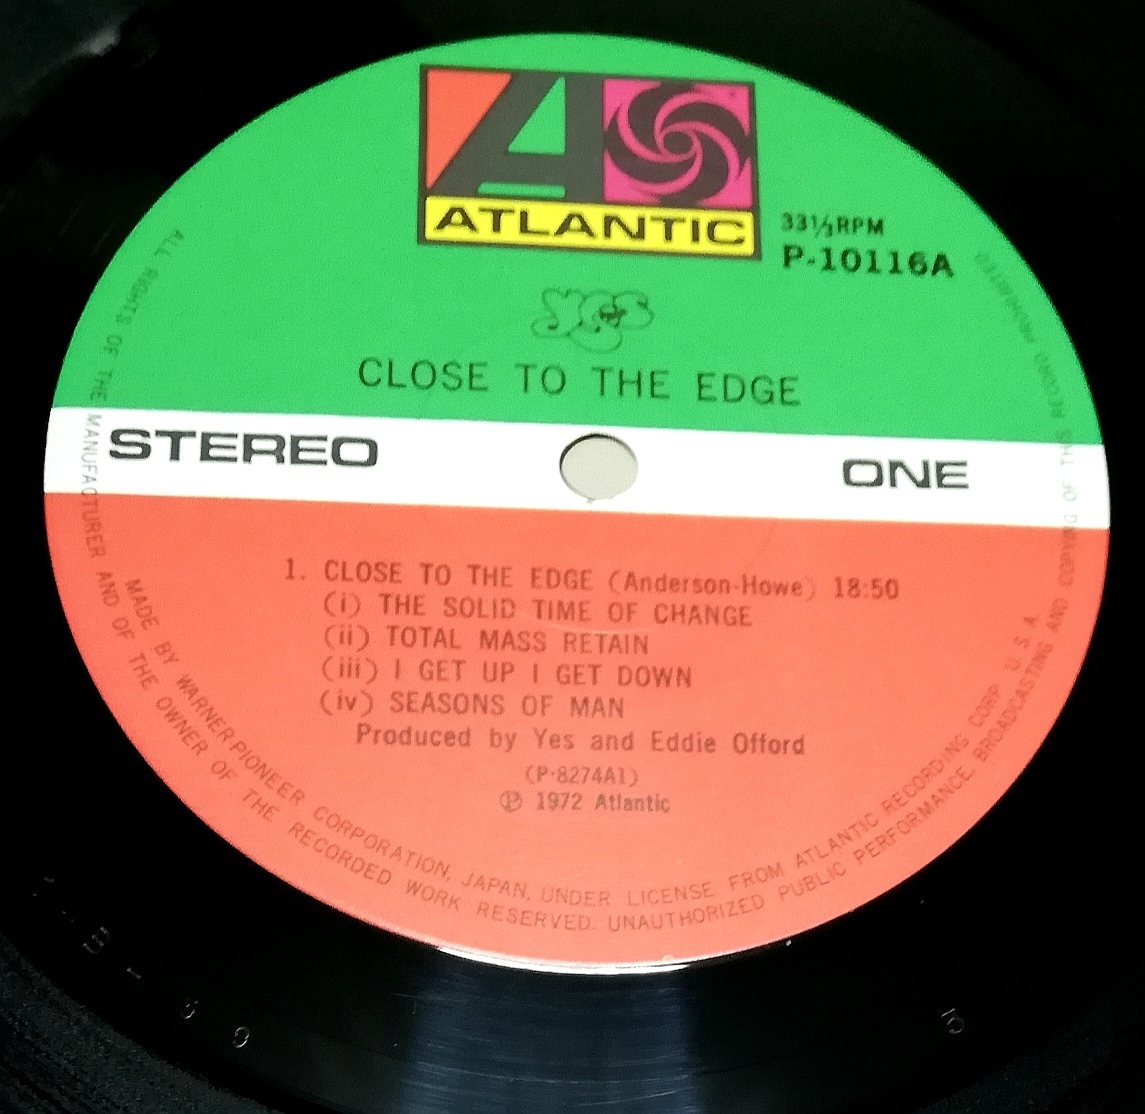 ATLANTIC
33⅓RPM
P-10116A
yes
CLOSE TO THE EDGE
STEREO
ONE
1. CLOSE TO THE EDGE (Anderson-Howe) 18:50
(i) THE SOLID TIME OF CHANGE
(ii) TOTAL MASS RETAIN
(iii) I GET UP I GET DOWN
(iv) SEASONS OF MAN
Produced by Yes and Eddie Offord
(P-8274A1)
Ⓟ 1972 Atlantic
MADE BY WARNER-PIONEER CORPORATION, JAPAN, UNDER LICENSE FROM ATLANTIC RECORDING CORP U. S. A.
ALL RIGHTS OF THE MANUFACTURER AND OF THE OWNER OF THE RECORDED WORK RESERVED. UNAUTHORIZED PUBLIC PERFORMANCE, BROADCASTING AND COPYING OF THIS RECORD PROHIBITED